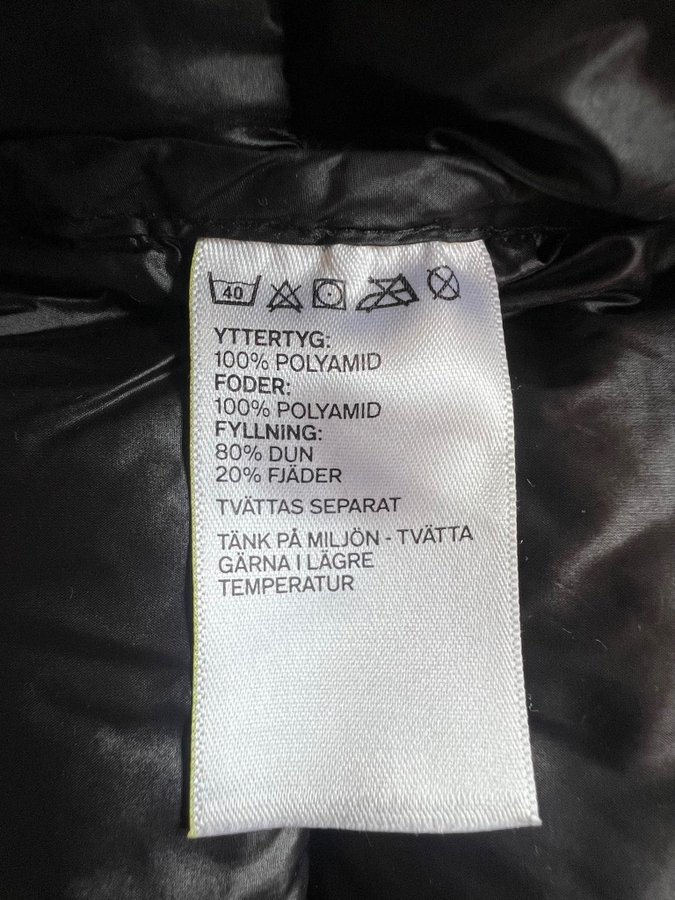 40
YTTERTYG:
100% POLYAMID
FODER:
100% POLYAMID
FYLLNING:
80% DUN
20% FJÄDER
TVÄTTAS SEPARAT
TÄNK PÅ MILJÖN - TVÄTTA
GÄRNA I LÄGRE
TEMPERATUR